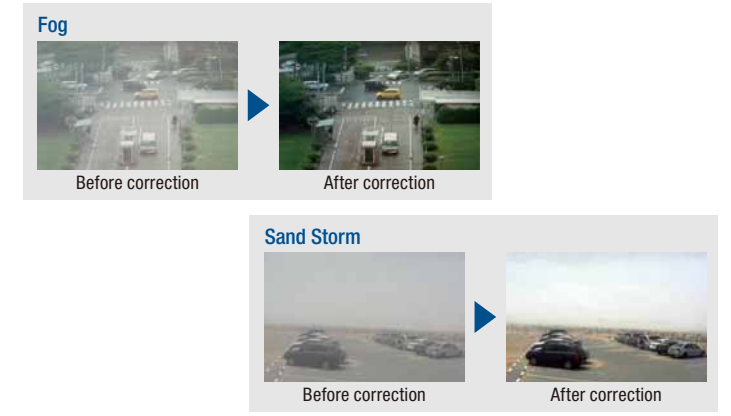 Fog
Before correction
After correction
Sand Storm
Before correction
After correction